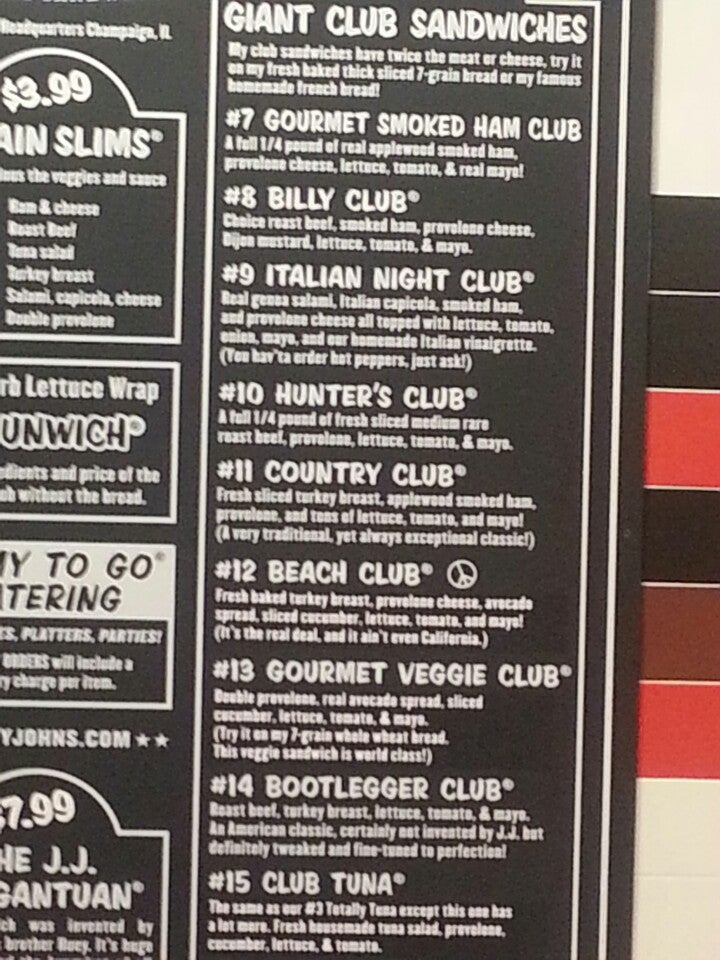 Headquarters Champaign, IL
$3.99
AIN SLIMS®
the veggies and sauce
Ham & cheese
Roast Beef
Tuna salad
Turkey breast
Salami, capicola, cheese
Double provolone
Lettuce Wrap
UNWICH®
and price of the
without the bread.
TO GO®
ATERING
PLATTERS, PARTIES!
ORDERS will include a
charge per item.
YJOHNS.COM ★★
$7.99
HE J.J.
GANTUAN®
was invented by
brother Huey. It's huge
GIANT CLUB SANDWICHES
My club sandwiches have twice the meat or cheese, try it
on my fresh baked thick sliced 7-grain bread or my famous
homemade french bread!
#7 GOURMET SMOKED HAM CLUB
A full 1/4 pound of real applewood smoked ham,
provolone cheese, lettuce, tomato, & real mayo!
#8 BILLY CLUB®
Choice roast beef, smoked ham, provolone cheese,
Dijon mustard, lettuce, tomato, & mayo.
#9 ITALIAN NIGHT CLUB®
Real genoa salami, Italian capicola, smoked ham,
and provolone cheese all topped with lettuce, tomato,
onion, mayo, and our homemade Italian vinaigrette.
(You hav'ta order hot peppers, just ask!)
#10 HUNTER'S CLUB®
A full 1/4 pound of fresh sliced medium rare
roast beef, provolone, lettuce, tomato, & mayo.
#11 COUNTRY CLUB®
Fresh sliced turkey breast, applewood smoked ham,
provolone, and tons of lettuce, tomato, and mayo!
(A very traditional, yet always exceptional classic!)
#12 BEACH CLUB®
Fresh baked turkey breast, provolone cheese, avocado
spread, sliced cucumber, lettuce, tomato, and mayo!
(It's the real deal, and it ain't even California.)
#13 GOURMET VEGGIE CLUB®
Double provolone, real avocado spread, sliced
cucumber, lettuce, tomato, & mayo.
(Try it on my 7-grain whole wheat bread.
This veggie sandwich is world class!)
#14 BOOTLEGGER CLUB®
Roast beef, turkey breast, lettuce, tomato, & mayo.
An American classic, certainly not invented by J.J. but
definitely tweaked and fine-tuned to perfection!
#15 CLUB TUNA®
The same as our #3 Totally Tuna except this one has
a lot more. Fresh housemade tuna salad, provolone,
cucumber, lettuce, & tomato.